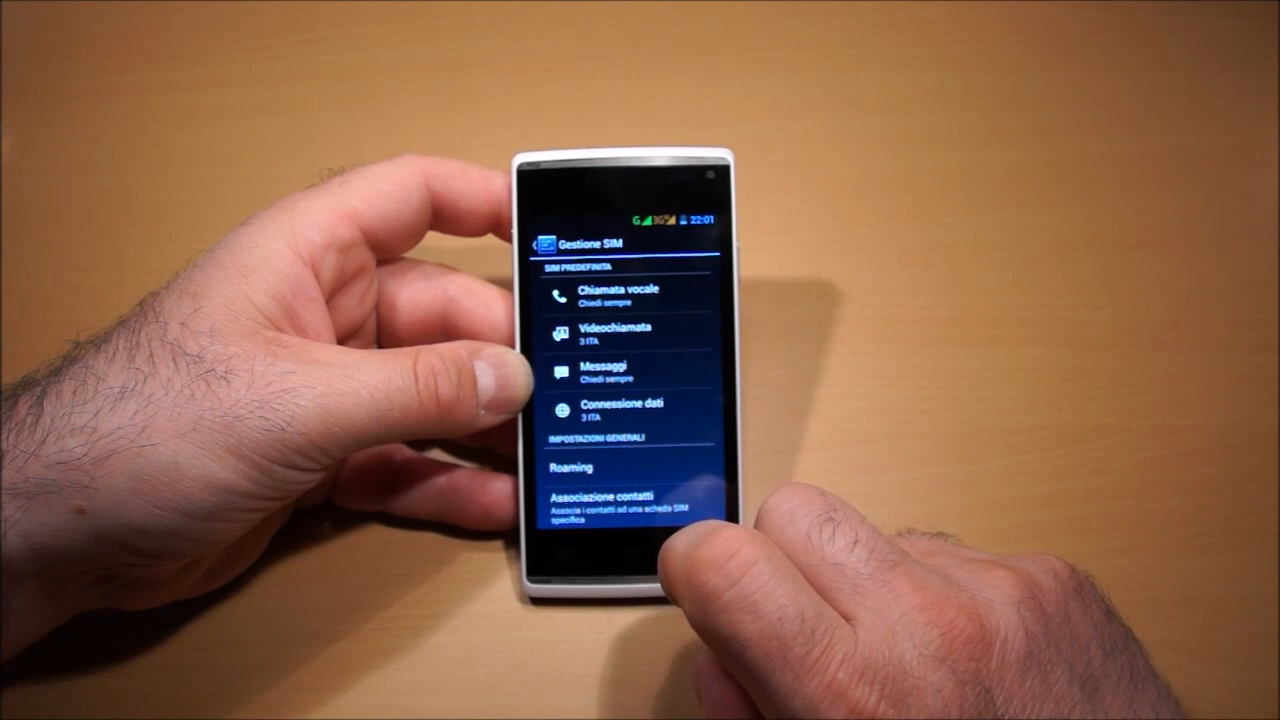 G 3G 22:01
Gestione SIM
SIM PREDEFINITA
Chiamata vocale
Chiedi sempre
Videochiamata
3 ITA
Messaggi
Chiedi sempre
Connessione dati
3 ITA
IMPOSTAZIONI GENERALI
Roaming
Associazione contatti
Associa i contatti ad una scheda SIM
specifica